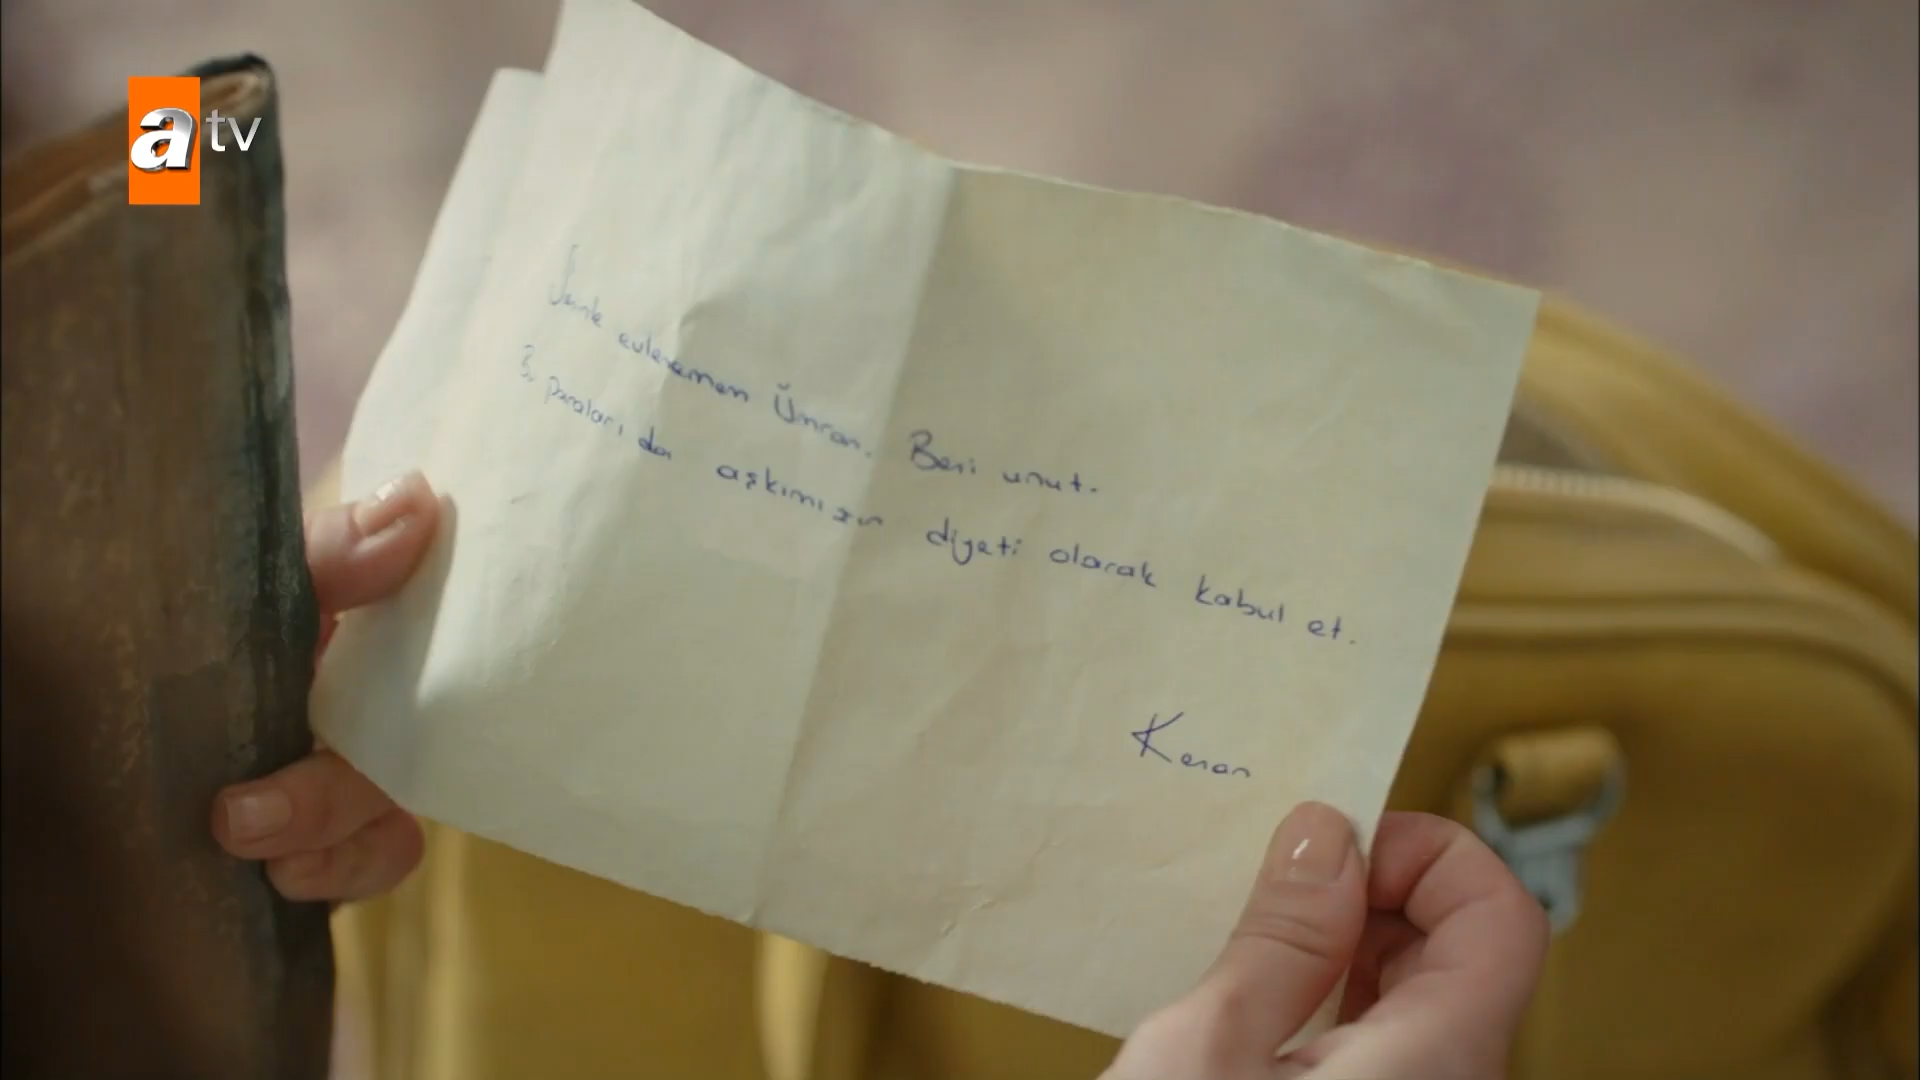 atv
Seninle evlenemem Ümran. Beni unut.
Bu paraları da aşkımızın diyeti olarak kabul et.
Kenan